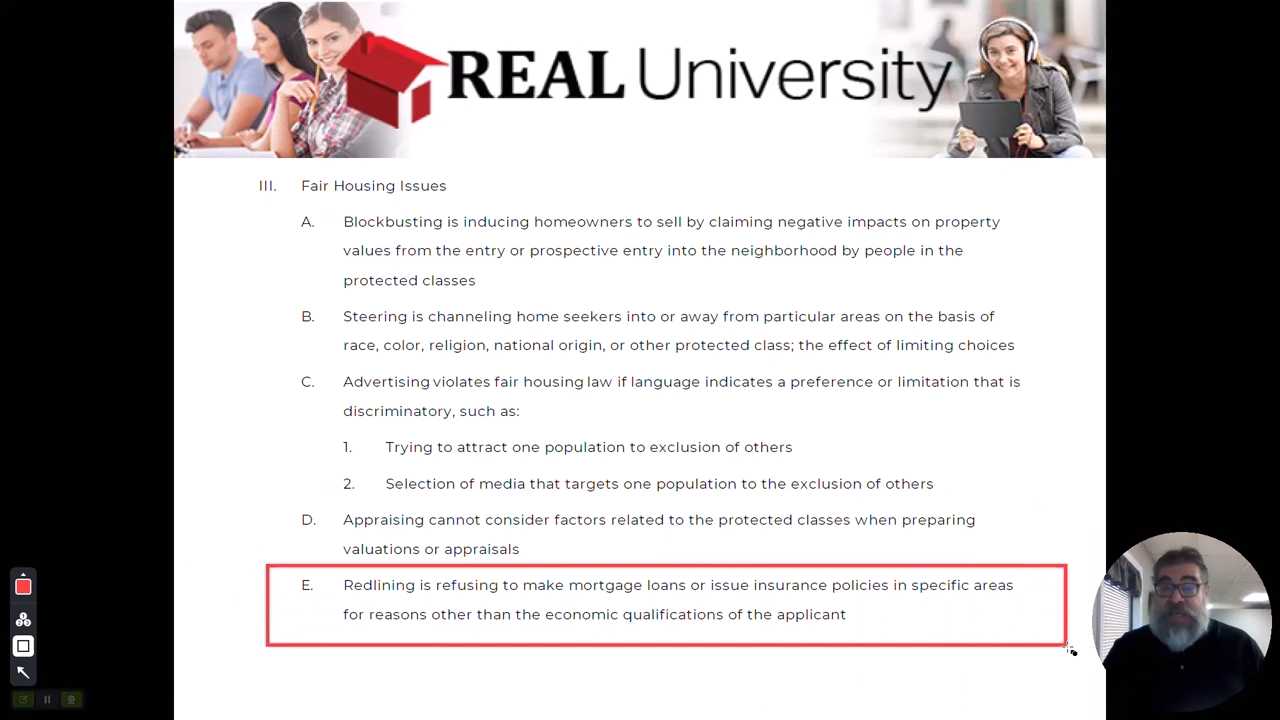 REAL University
III. Fair Housing Issues
A. Blockbusting is inducing homeowners to sell by claiming negative impacts on property
values from the entry or prospective entry into the neighborhood by people in the
protected classes
B. Steering is channeling home seekers into or away from particular areas on the basis of
race, color, religion, national origin, or other protected class; the effect of limiting choices
C. Advertising violates fair housing law if language indicates a preference or limitation that is
discriminatory, such as:
1. Trying to attract one population to exclusion of others
2. Selection of media that targets one population to the exclusion of others
D. Appraising cannot consider factors related to the protected classes when preparing
valuations or appraisals
E. Redlining is refusing to make mortgage loans or issue insurance policies in specific areas
for reasons other than the economic qualifications of the applicant